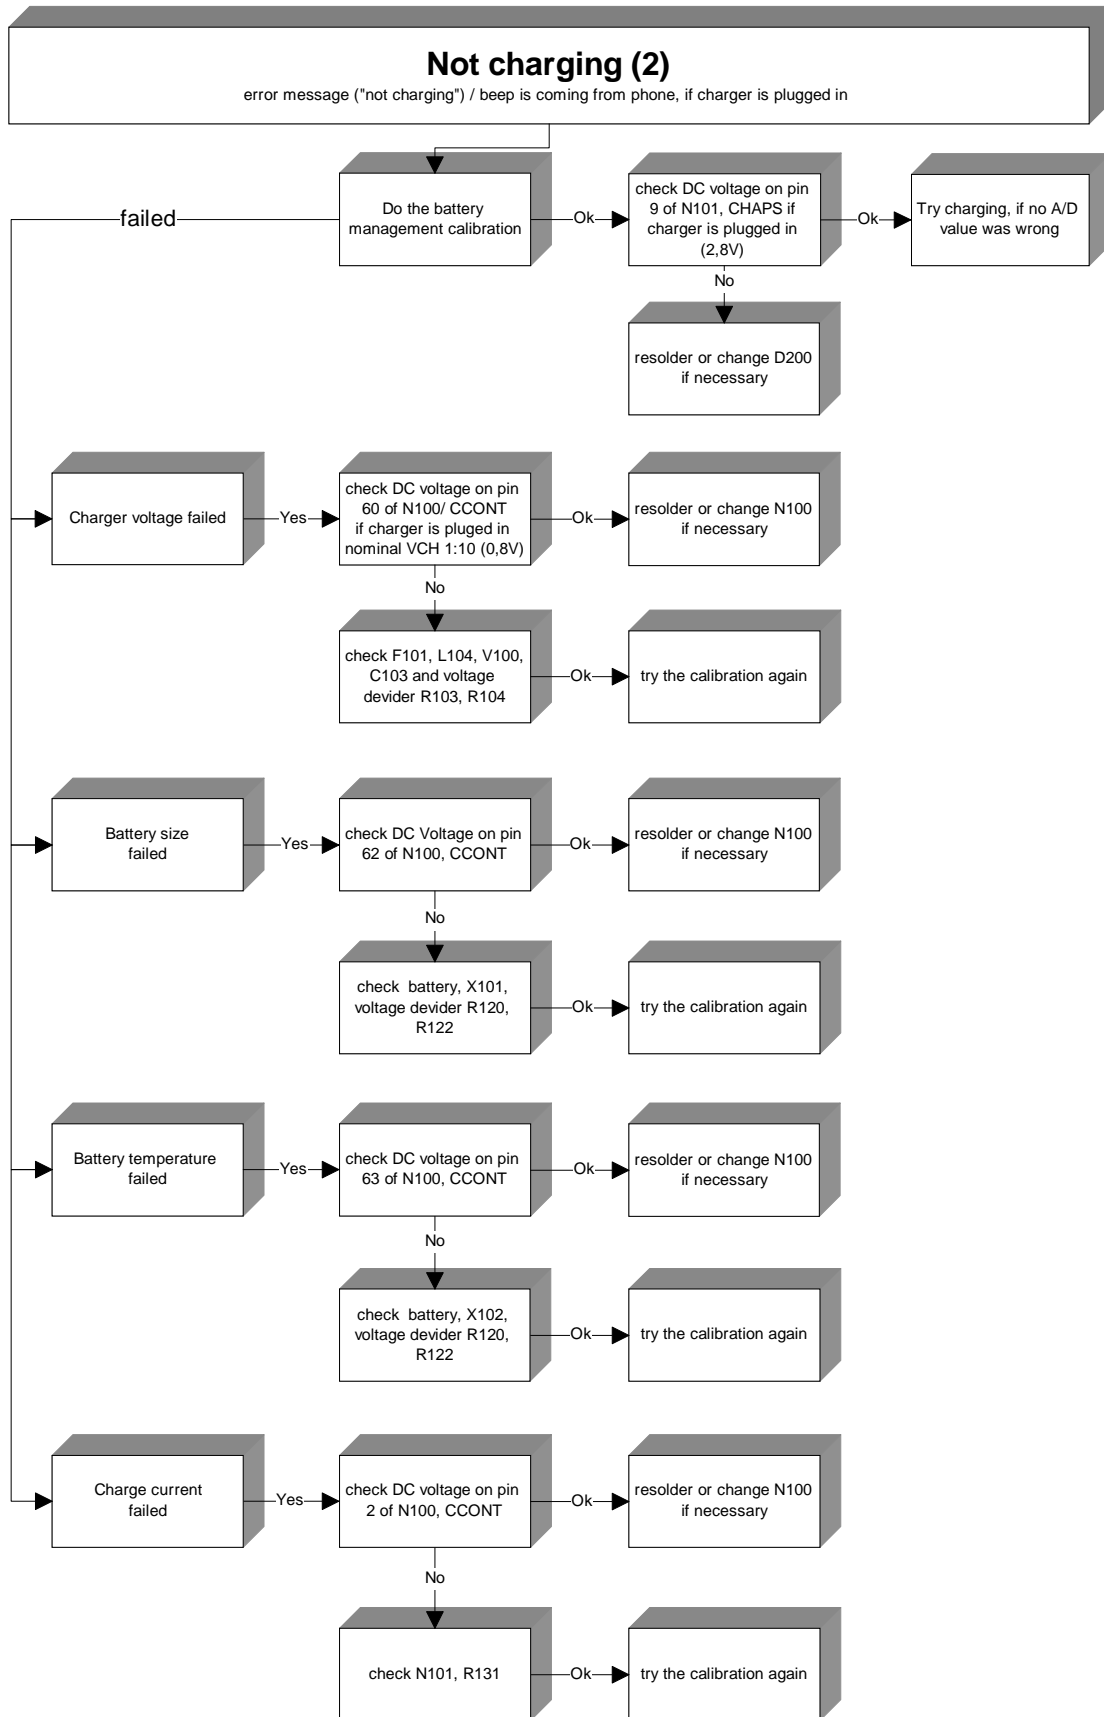 Not charging (2)
error message ("not charging") / beep is coming from phone, if charger is plugged in
failed
Do the battery
management calibration
Ok
check DC voltage on pin
9 of N101, CHAPS if
charger is plugged in
(2,8V)
Ok
Try charging, if no A/D
value was wrong
No
resolder or change D200
if necessary
Charger voltage failed
Yes
check DC voltage on pin
60 of N100/ CCONT
if charger is pluged in
nominal VCH 1:10 (0,8V)
Ok
resolder or change N100
if necessary
No
check F101, L104, V100,
C103 and voltage
devider R103, R104
Ok
try the calibration again
Battery size
failed
Yes
check DC Voltage on pin
62 of N100, CCONT
Ok
resolder or change N100
if necessary
No
check  battery, X101,
voltage devider R120,
R122
Ok
try the calibration again
Battery temperature
failed
Yes
check DC voltage on pin
63 of N100, CCONT
Ok
resolder or change N100
if necessary
No
check  battery, X102,
voltage devider R120,
R122
Ok
try the calibration again
Charge current
failed
Yes
check DC voltage on pin
2 of N100, CCONT
Ok
resolder or change N100
if necessary
No
check N101, R131
Ok
try the calibration again